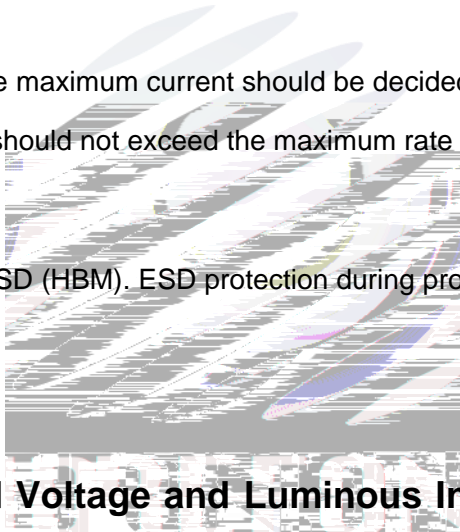 e maximum current should be decided
should not exceed the maximum rate
SD (HBM). ESD protection during pro
Voltage and Luminous In